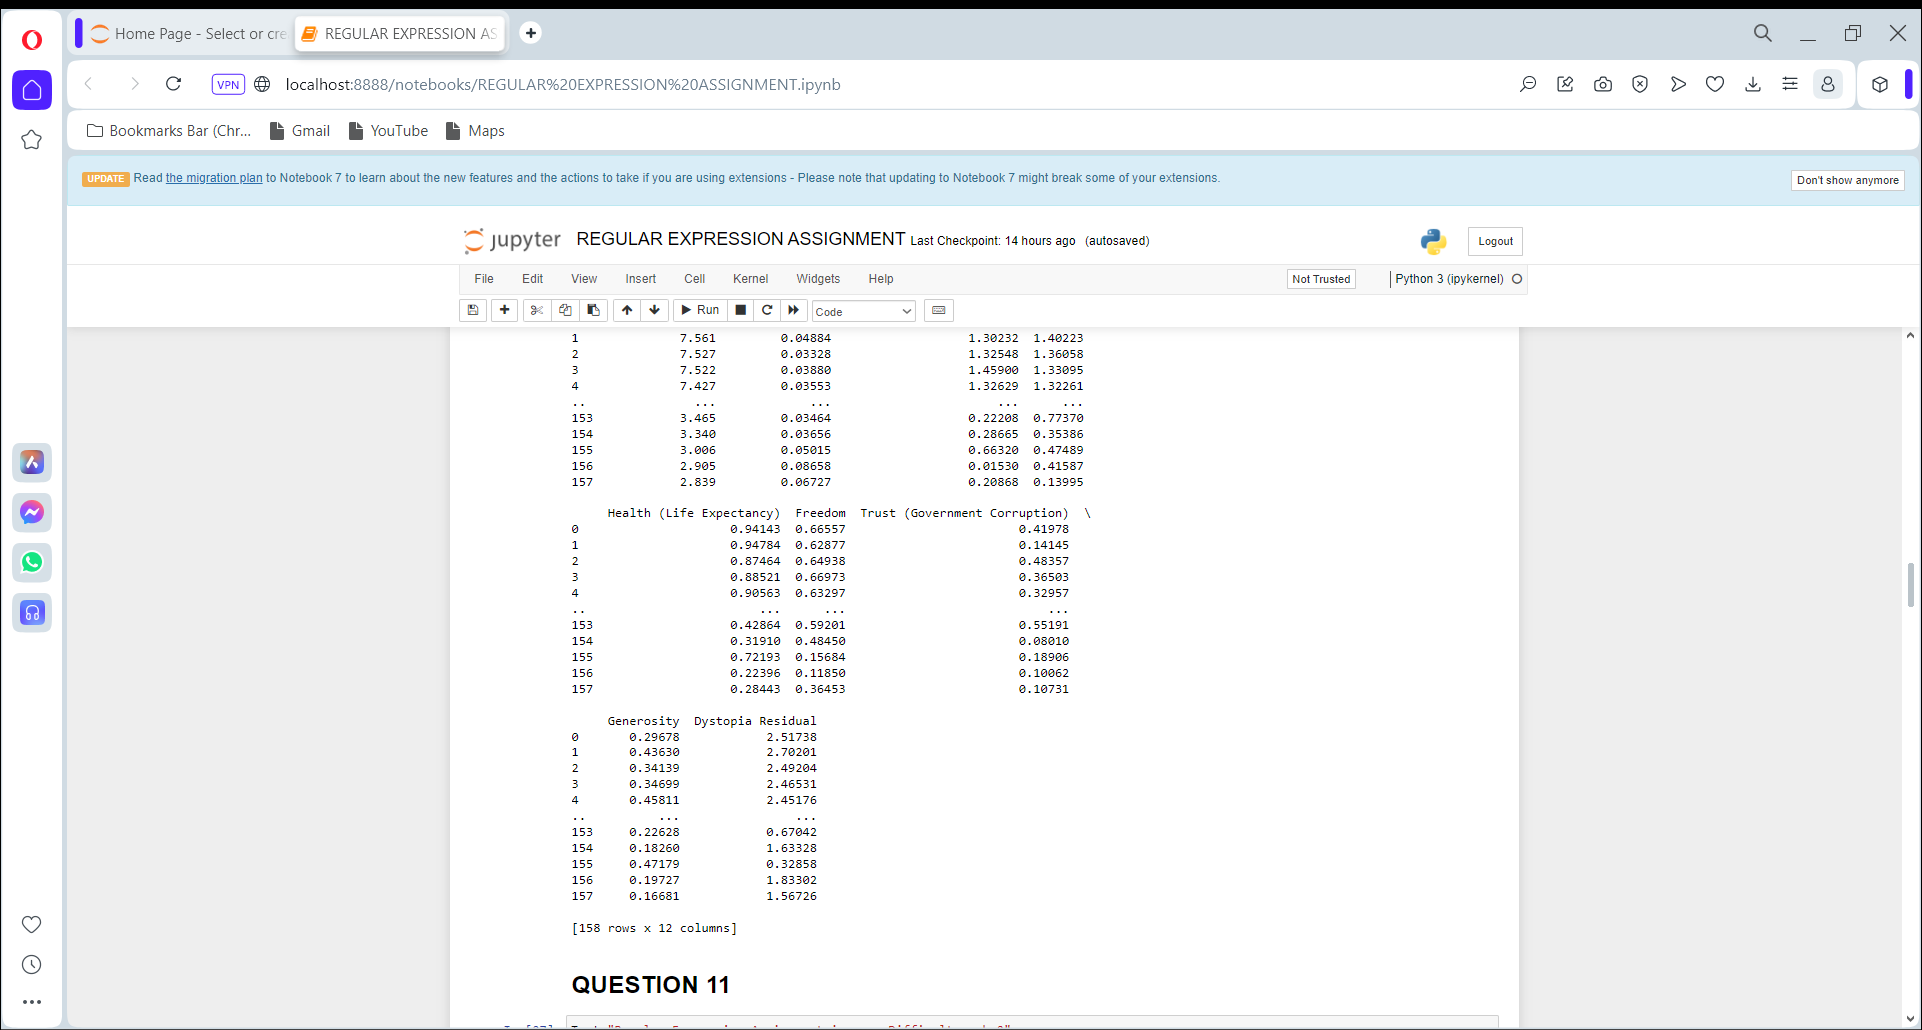 Home Page - Select or cre
REGULAR EXPRESSION AS
VPN
localhost:8888/notebooks/REGULAR%20EXPRESSION%20ASSIGNMENT.ipynb
Bookmarks Bar (Chr... Gmail YouTube Maps
UPDATE Read the migration plan to Notebook 7 to learn about the new features and the actions to take if you are using extensions - Please note that updating to Notebook 7 might break some of your extensions.
Don't show anymore
jupyter REGULAR EXPRESSION ASSIGNMENT Last Checkpoint: 14 hours ago (autosaved)
Logout
File Edit View Insert Cell Kernel Widgets Help
Not Trusted
Python 3 (ipykernel)
Run
Code
1 7.561 0.04884 1.30232 1.40223
2 7.527 0.03328 1.32548 1.36058
3 7.522 0.03880 1.45900 1.33095
4 7.427 0.03553 1.32629 1.32261
.. ... ... ... ...
153 3.465 0.03464 0.22208 0.77370
154 3.340 0.03656 0.28665 0.35386
155 3.006 0.05015 0.66320 0.47489
156 2.905 0.08658 0.01530 0.41587
157 2.839 0.06727 0.20868 0.13995
Health (Life Expectancy) Freedom Trust (Government Corruption) \
0 0.94143 0.66557 0.41978
1 0.94784 0.62877 0.14145
2 0.87464 0.64938 0.48357
3 0.88521 0.66973 0.36503
4 0.90563 0.63297 0.32957
.. ... ... ...
153 0.42864 0.59201 0.55191
154 0.31910 0.48450 0.08010
155 0.72193 0.15684 0.18906
156 0.22396 0.11850 0.10062
157 0.28443 0.36453 0.10731
Generosity Dystopia Residual
0 0.29678 2.51738
1 0.43630 2.70201
2 0.34139 2.49204
3 0.34699 2.46531
4 0.45811 2.45176
.. ... ...
153 0.22628 0.67042
154 0.18260 1.63328
155 0.47179 0.32858
156 0.19727 1.83302
157 0.16681 1.56726
[158 rows x 12 columns]
QUESTION 11